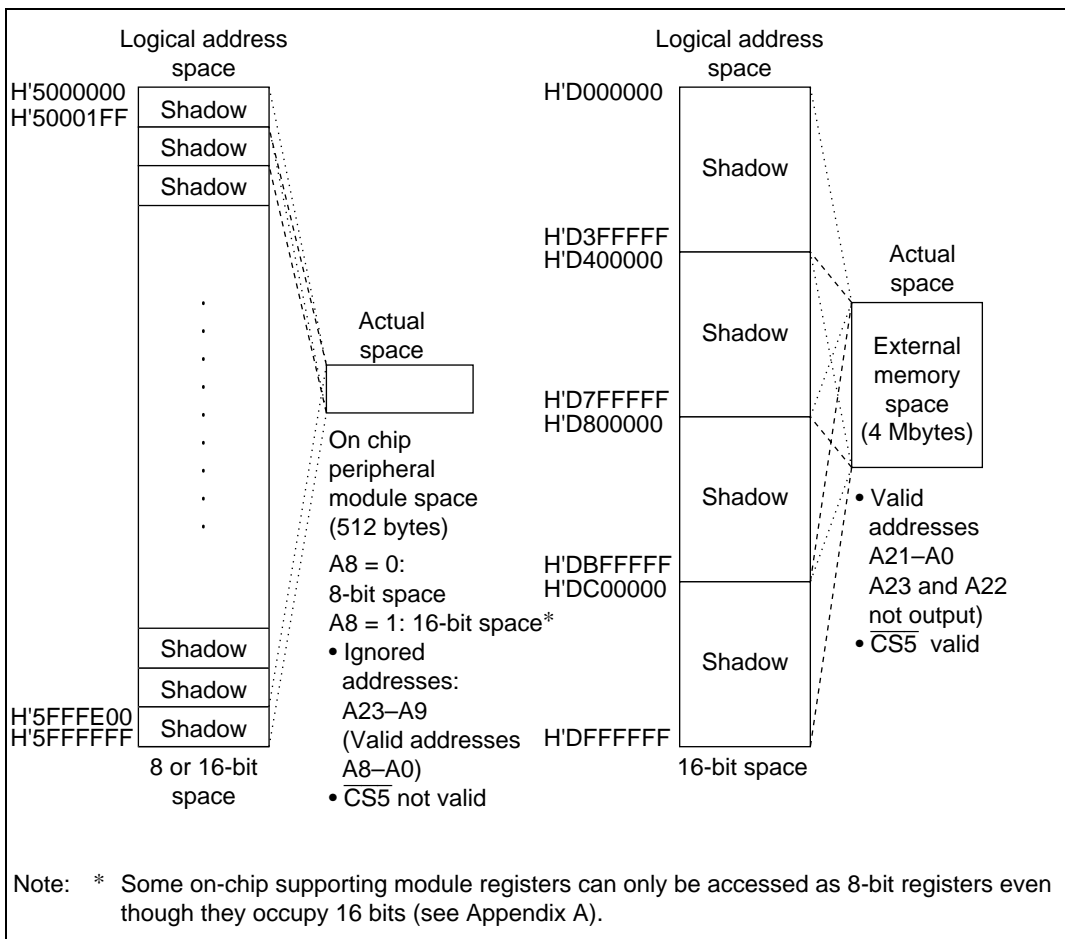 Logical address
space
H'5000000
H'50001FF
Shadow
Shadow
Shadow
Shadow
Shadow
H'5FFFE00
H'5FFFFFF
Shadow
8 or 16-bit
space
Actual
space
On chip
peripheral
module space
(512 bytes)
A8 = 0:
8-bit space
A8 = 1: 16-bit space*
• Ignored
addresses:
A23–A9
(Valid addresses
A8–A0)
• CS5 not valid
Logical address
space
H'D000000
Shadow
H'D3FFFFF
H'D400000
Shadow
H'D7FFFFF
H'D800000
Shadow
H'DBFFFFF
H'DC00000
Shadow
H'DFFFFFF
16-bit space
Actual
space
External
memory
space
(4 Mbytes)
• Valid
addresses
A21–A0
A23 and A22
not output)
• CS5 valid
Note: * Some on-chip supporting module registers can only be accessed as 8-bit registers even
though they occupy 16 bits (see Appendix A).